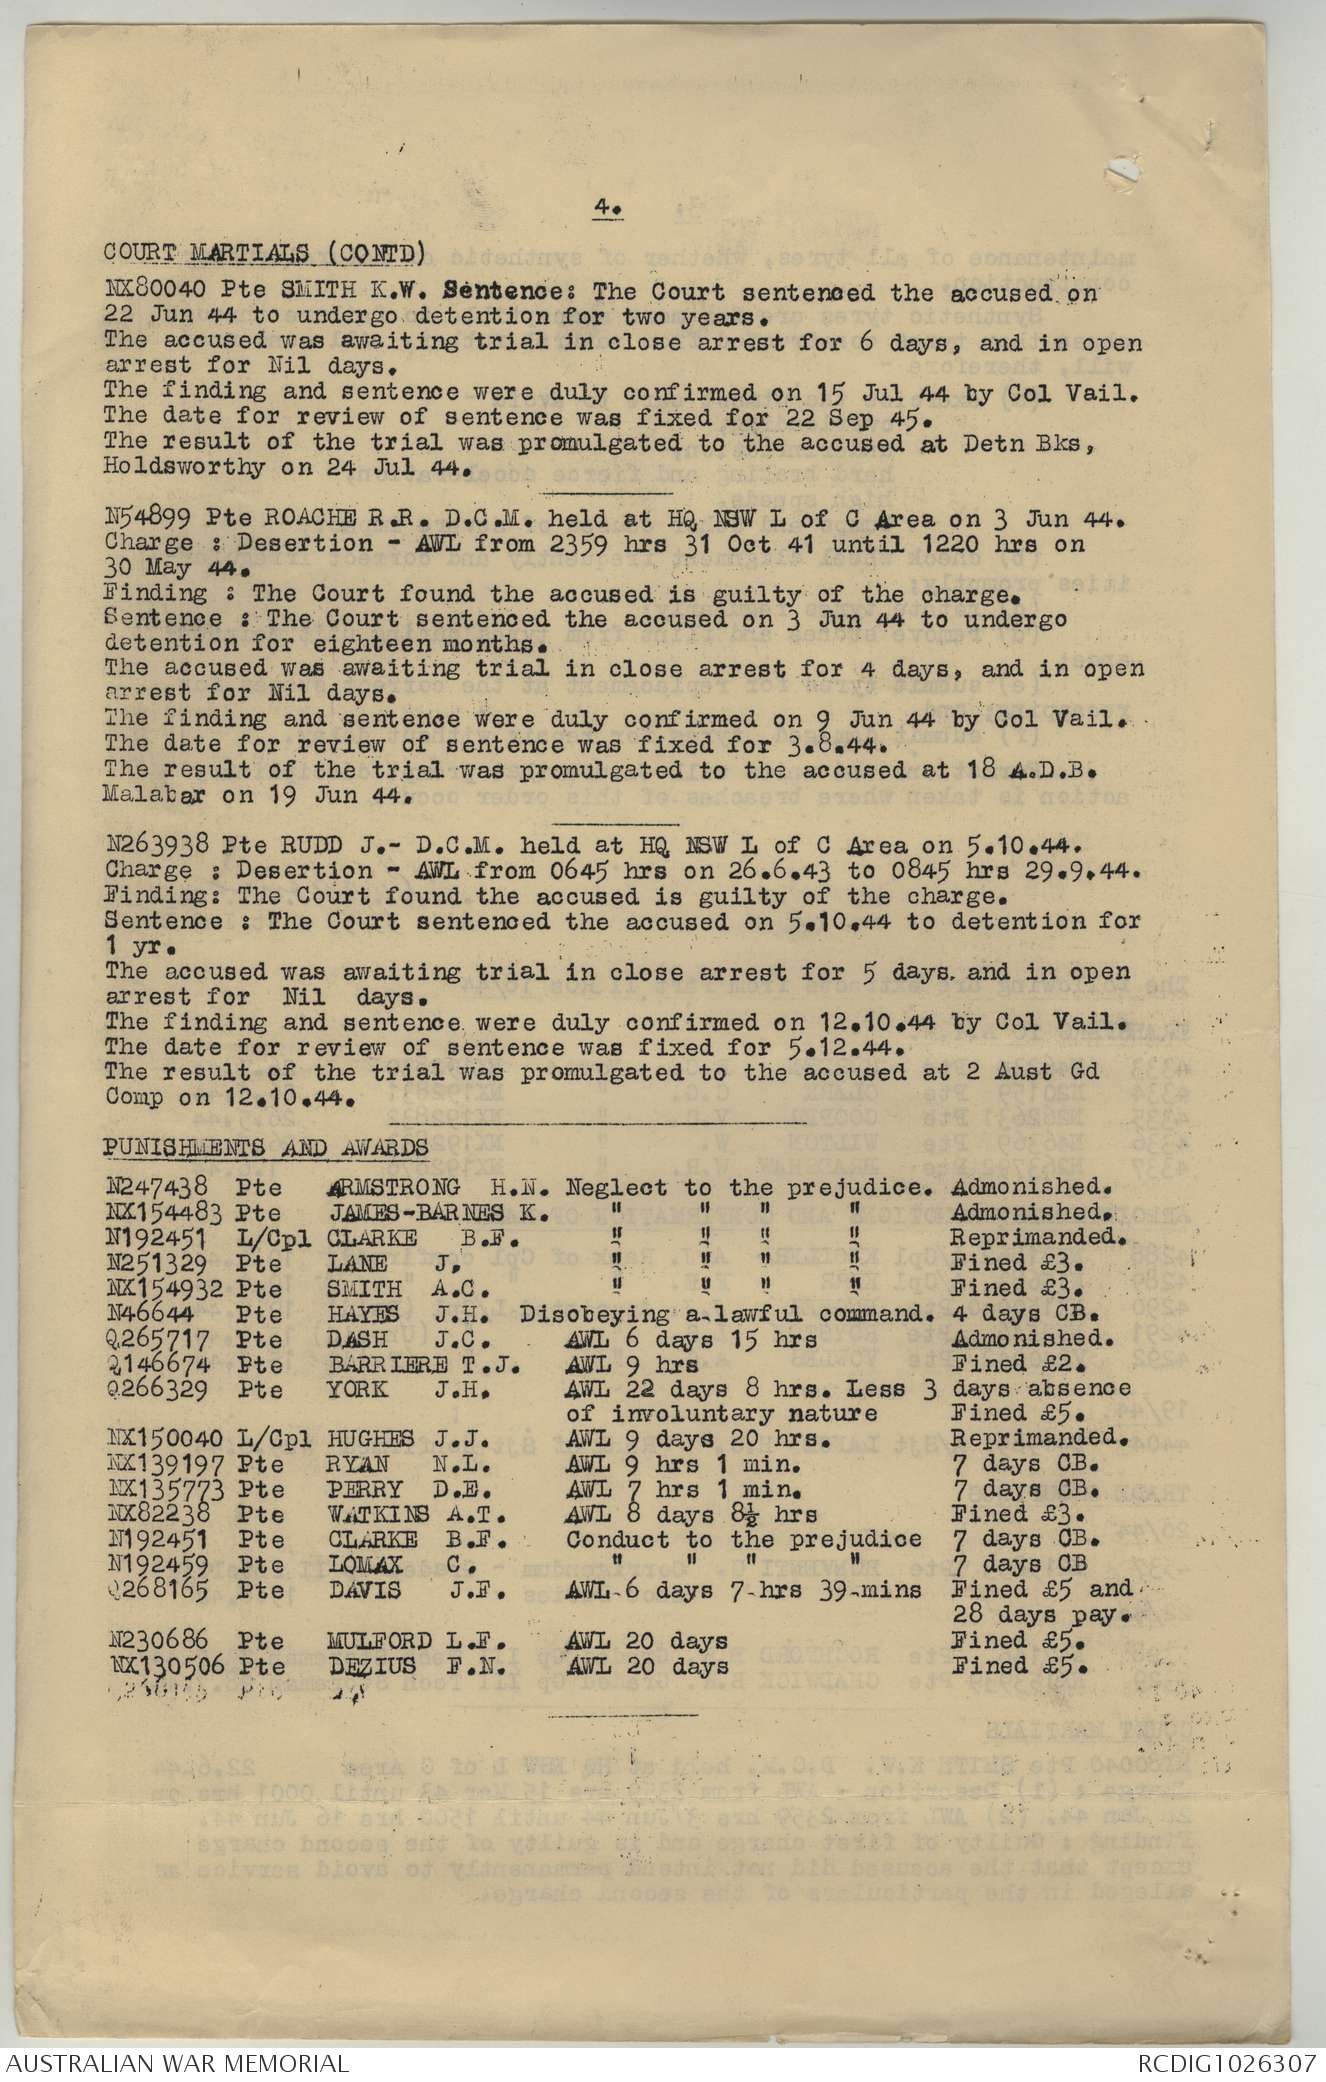 4.
COURT MARTIALS (CONTD)
NX80040 Pte SMITH K.W. Sentence: The Court sentenced the accused on
22 Jun 44 to undergo detention for two years.
The accused was awaiting trial in close arrest for 6 days, and in open
arrest for Nil days.
The finding and sentence were duly confirmed on 15 Jul 44 by Col Vail.
The date for review of sentence was fixed for 22 Sep 45.
The result of the trial was promulgated to the accused at Detn Bks,
Holdsworthy on 24 Jul 44.
N54899 Pte ROACHE R.R. D.C.M. held at HQ NSW L of C Area on 3 Jun 44.
Charge : Desertion - AWL from 2359 hrs 31 Oct 41 until 1220 hrs on
30 May 44.
Finding : The Court found the accused is guilty of the charge.
Sentence : The Court sentenced the accused on 3 Jun 44 to undergo
detention for eighteen months.
The accused was awaiting trial in close arrest for 4 days, and in open
arrest for Nil days.
The finding and sentence were duly confirmed on 9 Jun 44 by Col Vail.
The date for review of sentence was fixed for 3.8.44.
The result of the trial was promulgated to the accused at 18 A.D.B.
Malabar on 19 Jun 44.
N263938 Pte RUDD J.- D.C.M. held at HQ NSW L of C Area on 5.10.44.
Charge : Desertion - AWL from 0645 hrs on 26.6.43 to 0845 hrs 29.9.44.
Finding: The Court found the accused is guilty of the charge.
Sentence : The Court sentenced the accused on 5.10.44 to detention for
1 yr.
The accused was awaiting trial in close arrest for 5 days. and in open
arrest for Nil days.
The finding and sentence were duly confirmed on 12.10.44 by Col Vail.
The date for review of sentence was fixed for 5.12.44.
The result of the trial was promulgated to the accused at 2 Aust Gd
Comp on 12.10.44.
PUNISHMENTS AND AWARDS
N247438 Pte ARMSTRONG H.N. Neglect to the prejudice. Admonished.
NX154483 Pte JAMES-BARNES K. " " " " Admonished.
N192451 L/Cpl CLARKE B.F. " " " " Reprimanded.
N251329 Pte LANE J. " " " " Fined £3.
NX154932 Pte SMITH A.C. " " " " Fined £3.
N46644 Pte HAYES J.H. Disobeying a lawful command. 4 days CB.
Q265717 Pte DASH J.C. AWL 6 days 15 hrs Admonished.
Q146674 Pte BARRIERE T.J. AWL 9 hrs Fined £2.
Q266329 Pte YORK J.H. AWL 22 days 8 hrs. Less 3 days absence
of involuntary nature Fined £5.
NX150040 L/Cpl HUGHES J.J. AWL 9 days 20 hrs. Reprimanded.
NX139197 Pte RYAN N.L. AWL 9 hrs 1 min. 7 days CB.
NX135773 Pte PERRY D.E. AWL 7 hrs 1 min. 7 days CB.
NX82238 Pte WATKINS A.T. AWL 8 days 8½ hrs Fined £3.
N192451 Pte CLARKE B.F. Conduct to the prejudice 7 days CB.
N192459 Pte LOMAX C. " " " " 7 days CB
Q268165 Pte DAVIS J.F. AWL 6 days 7 hrs 39 mins Fined £5 and
28 days pay.
N230686 Pte MULFORD L.F. AWL 20 days Fined £5.
NX130506 Pte DEZIUS F.N. AWL 20 days Fined £5.
AUSTRALIAN WAR MEMORIAL
RCDIG1026307